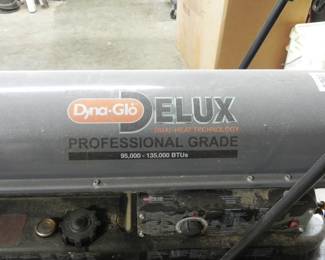 Dyna-Glo DELUX
DUAL HEAT TECHNOLOGY
PROFESSIONAL GRADE
95,000 - 135,000 BTUs